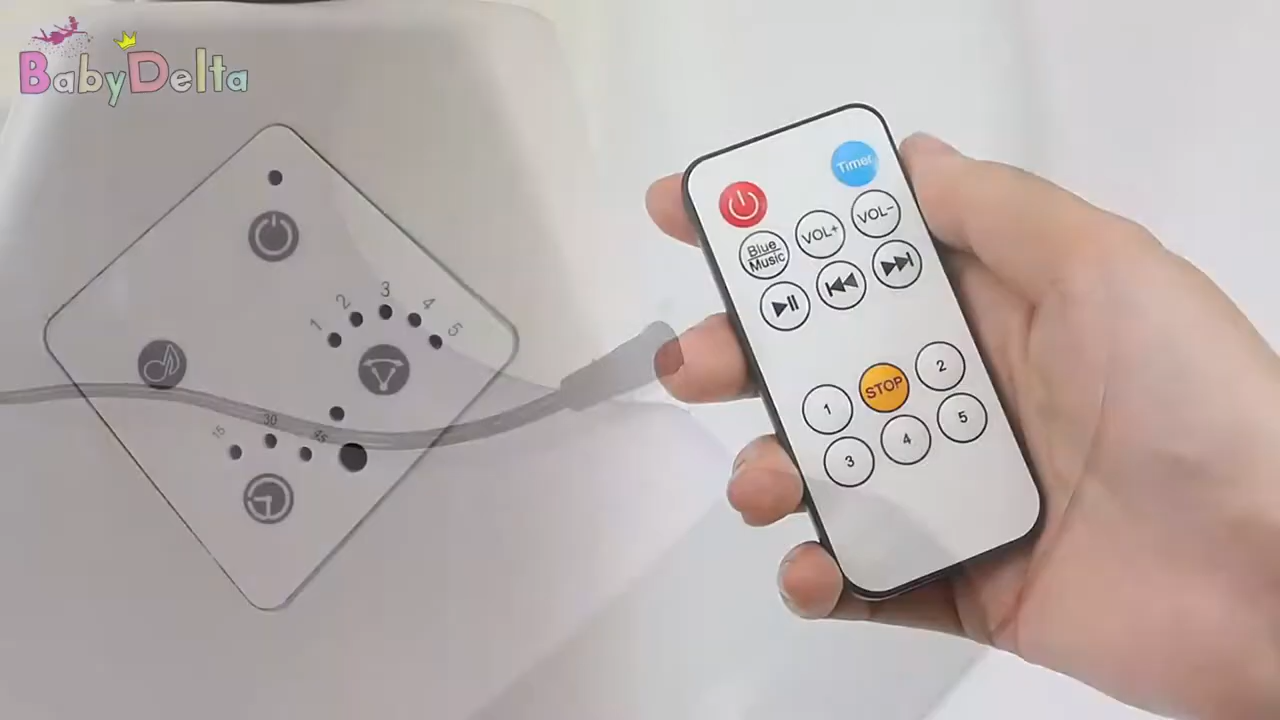 BabyDelta
1 2 3 4 5
15 30 45
Timer
VOL-
VOL+
Blue
Music
STOP
2
1
5
4
3